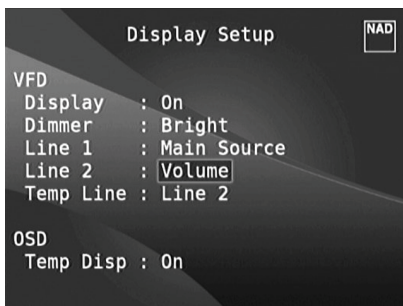 Display Setup
NAD
VFD
Display : On
Dimmer : Bright
Line 1 : Main Source
Line 2 : Volume
Temp Line : Line 2
OSD
Temp Disp : On